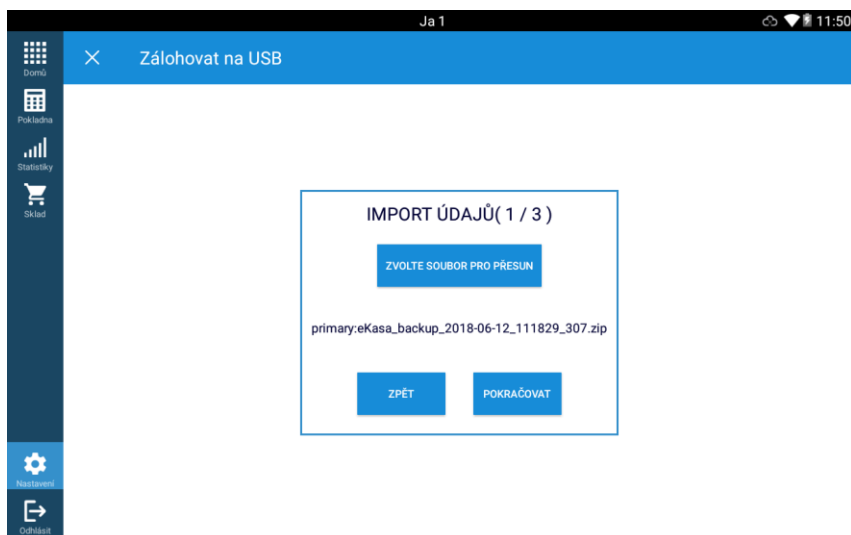 Ja 1
11:50
Domů
Zálohovat na USB
Pokladna
Statistiky
Sklad
IMPORT ÚDAJŮ( 1 / 3 )
ZVOLTE SOUBOR PRO PŘESUN
primary:eKasa_backup_2018-06-12_111829_307.zip
ZPĚT
POKRAČOVAT
Nastavení
Odhlásit